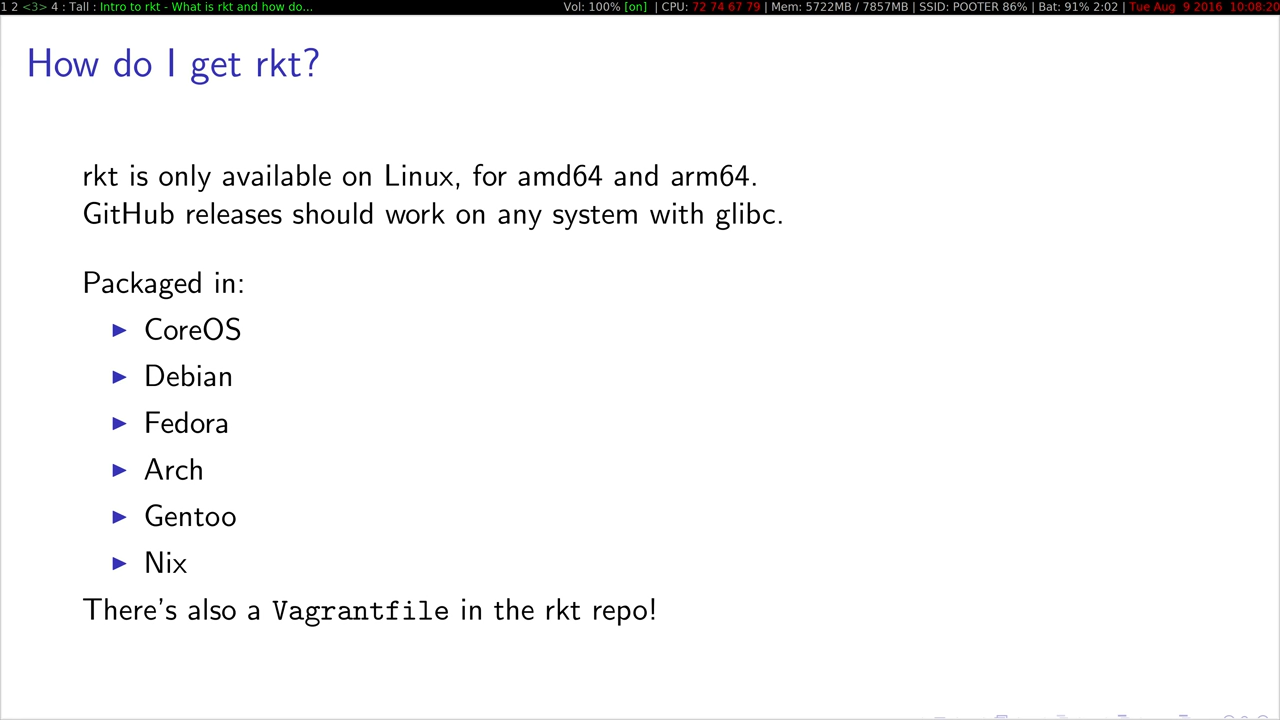 1 2 <3> 4 : Tall : Intro to rkt - What is rkt and how do... Vol: 100% [on] | CPU: 72 74 67 79 | Mem: 5722MB / 7857MB | SSID: POOTER 86% | Bat: 91% 2:02 | Tue Aug 9 2016 10:08:20
How do I get rkt?
rkt is only available on Linux, for amd64 and arm64.
GitHub releases should work on any system with glibc.
Packaged in:
▶ CoreOS
▶ Debian
▶ Fedora
▶ Arch
▶ Gentoo
▶ Nix
There's also a Vagrantfile in the rkt repo!